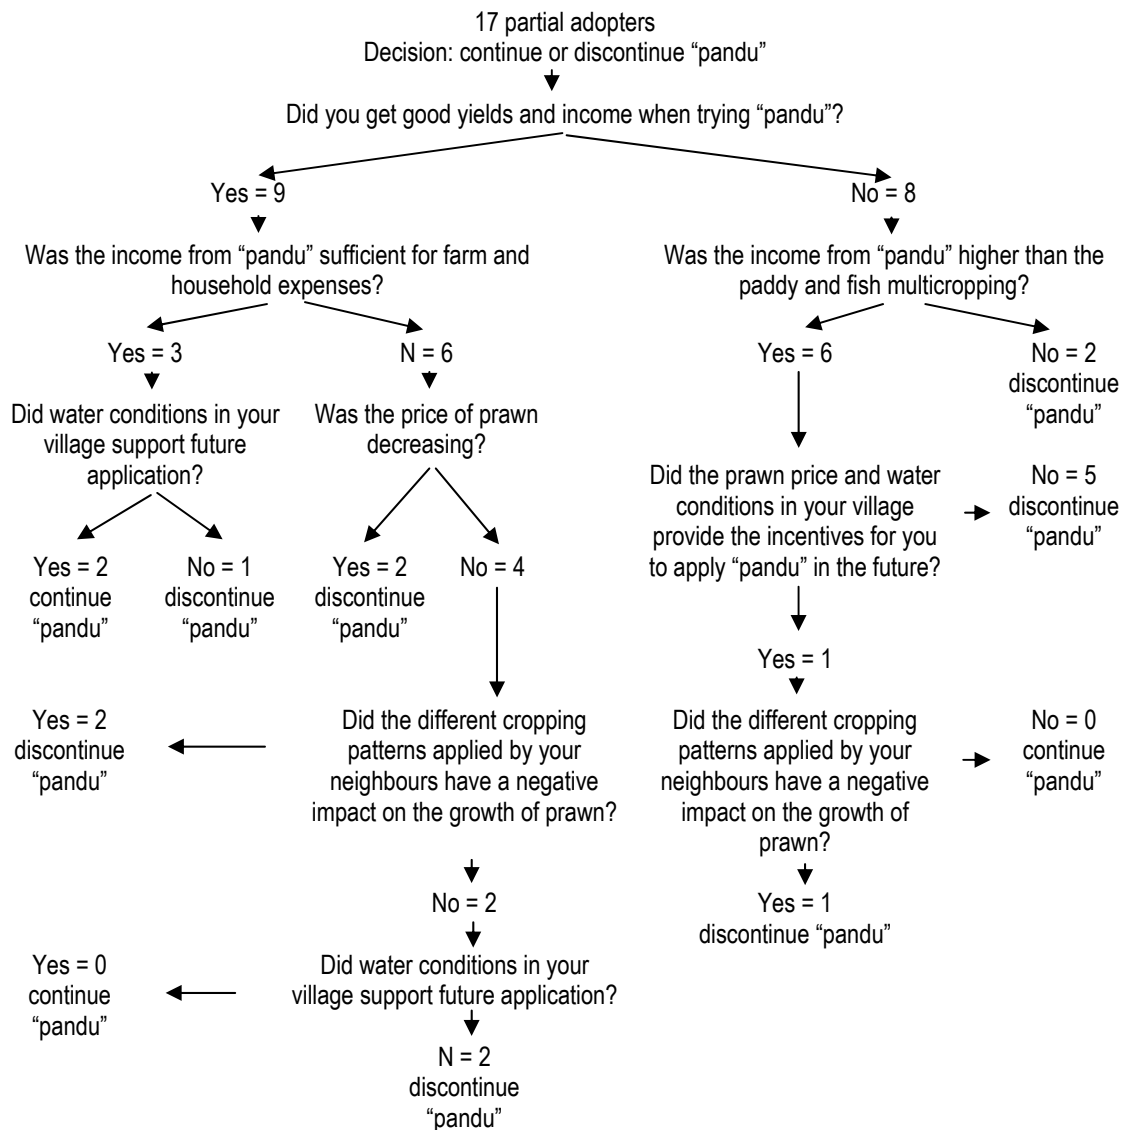 17 partial adopters
Decision: continue or discontinue “pandu”
Did you get good yields and income when trying “pandu”?
Yes = 9
No = 8
Was the income from “pandu” sufficient for farm and
household expenses?
Was the income from “pandu” higher than the
paddy and fish multicropping?
Yes = 3
N = 6
Yes = 6
No = 2
discontinue
“pandu”
Did water conditions in your
village support future
application?
Was the price of prawn
decreasing?
Did the prawn price and water
conditions in your village
provide the incentives for you
to apply “pandu” in the future?
No = 5
discontinue
“pandu”
Yes = 2
continue
“pandu”
No = 1
discontinue
“pandu”
Yes = 2
discontinue
“pandu”
No = 4
Yes = 1
Yes = 2
discontinue
“pandu”
Did the different cropping
patterns applied by your
neighbours have a negative
impact on the growth of prawn?
Did the different cropping
patterns applied by your
neighbours have a negative
impact on the growth of
prawn?
No = 0
continue
“pandu”
No = 2
Yes = 1
discontinue “pandu”
Yes = 0
continue
“pandu”
Did water conditions in your
village support future application?
N = 2
discontinue
“pandu”